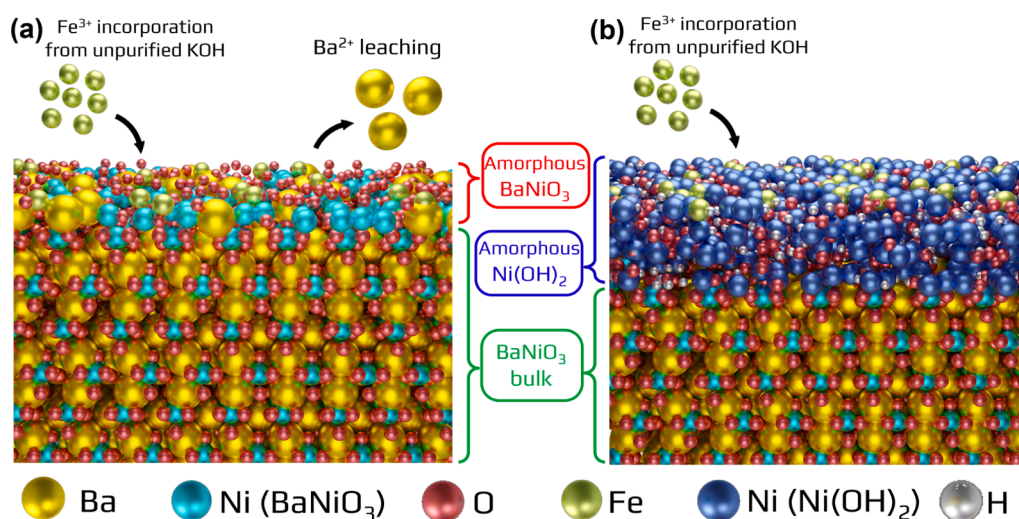 (a)
Fe³⁺ incorporation
from unpurified KOH
Ba²⁺ leaching
(b)
Fe³⁺ incorporation
from unpurified KOH
Amorphous
BaNiO₃
Amorphous
Ni(OH)₂
BaNiO₃
bulk
Ba
Ni (BaNiO₃)
O
Fe
Ni (Ni(OH)₂)
H